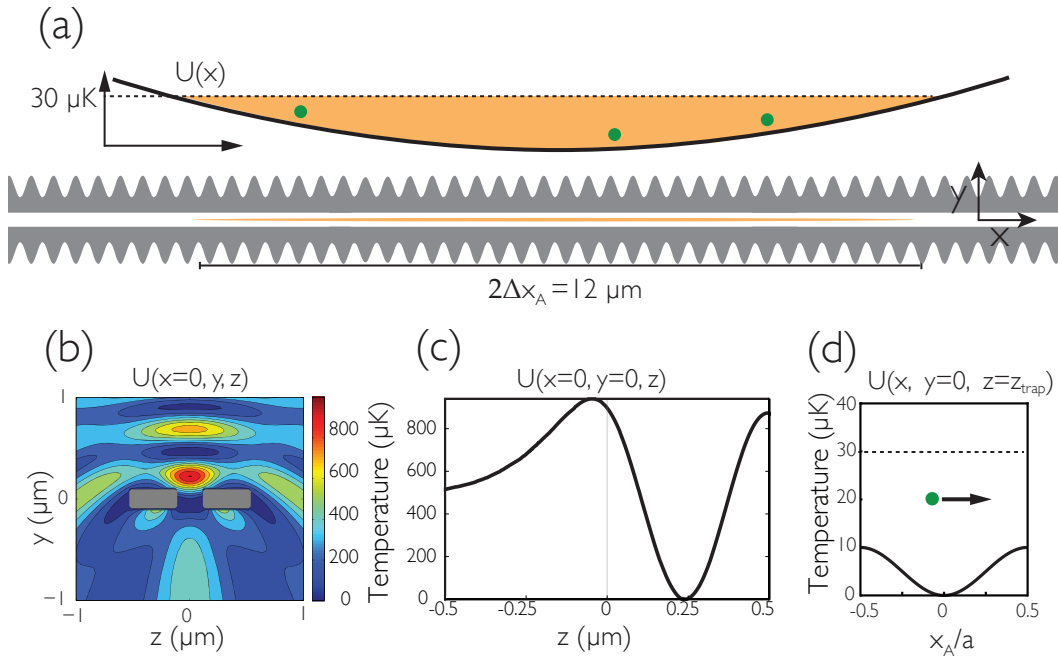 (a)
U(x)
30 μK
y
x
2Δx_A = 12 μm
(b)
U(x=0, y, z)
1
0
−1
y (μm)
−1
0
1
z (μm)
800
600
400
200
0
Temperature (μK)
(c)
U(x=0, y=0, z)
800
600
400
200
0
-0.5
-0.25
0
0.25
0.5
z (μm)
(d)
U(x, y=0, z=z_trap)
40
30
20
10
0
Temperature (μK)
-0.5
0
0.5
x_A/a